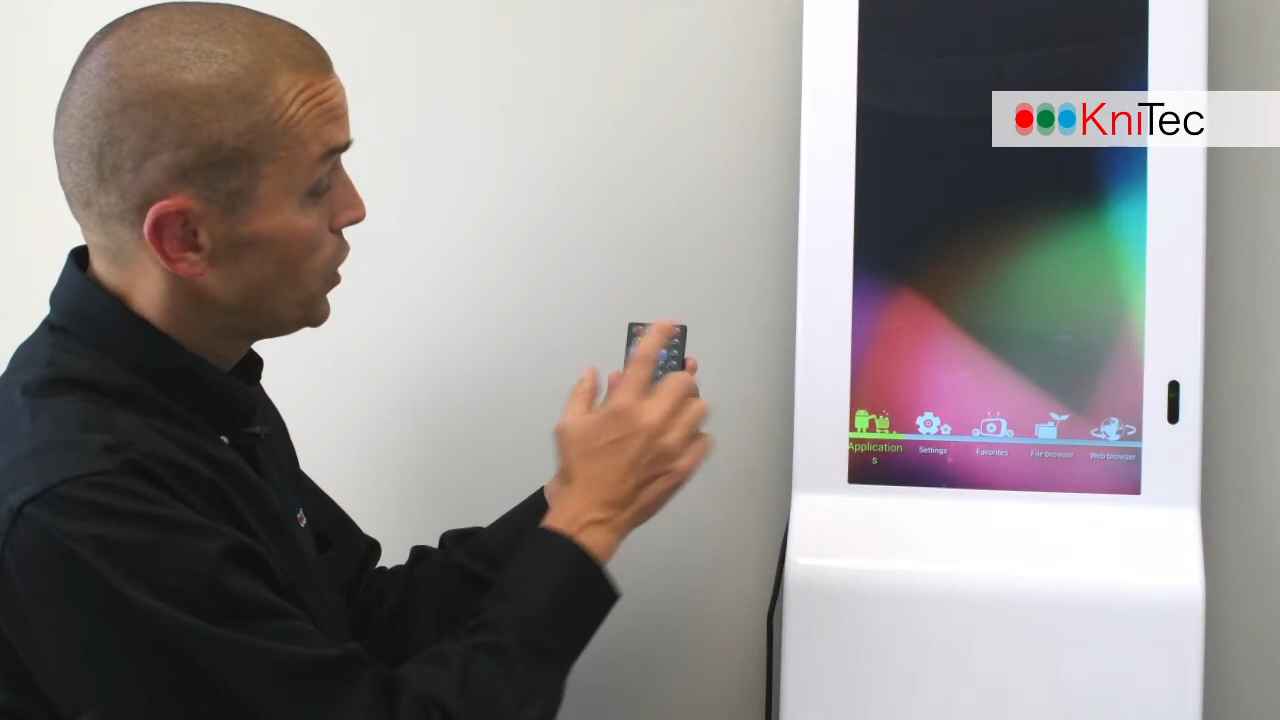 KniTec
Application
s
Settings
Favorites
File browser
Web browser